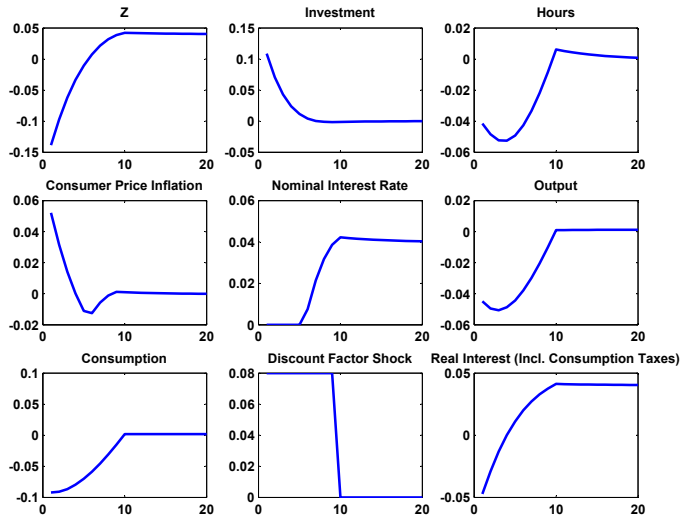 Z
Investment
Hours
0.05
0
-0.05
-0.1
-0.15
0 10 20
0.15
0.1
0.05
0
-0.05
0 10 20
0.02
0
-0.02
-0.04
-0.06
0 10 20
Consumer Price Inflation
Nominal Interest Rate
Output
0.06
0.04
0.02
0
-0.02
0 10 20
0.06
0.04
0.02
0
0 10 20
0.02
0
-0.02
-0.04
-0.06
0 10 20
Consumption
Discount Factor Shock
Real Interest (Incl. Consumption Taxes)
0.1
0.05
0
-0.05
-0.1
0 10 20
0.08
0.06
0.04
0.02
0
0 10 20
0.05
0
-0.05
0 10 20